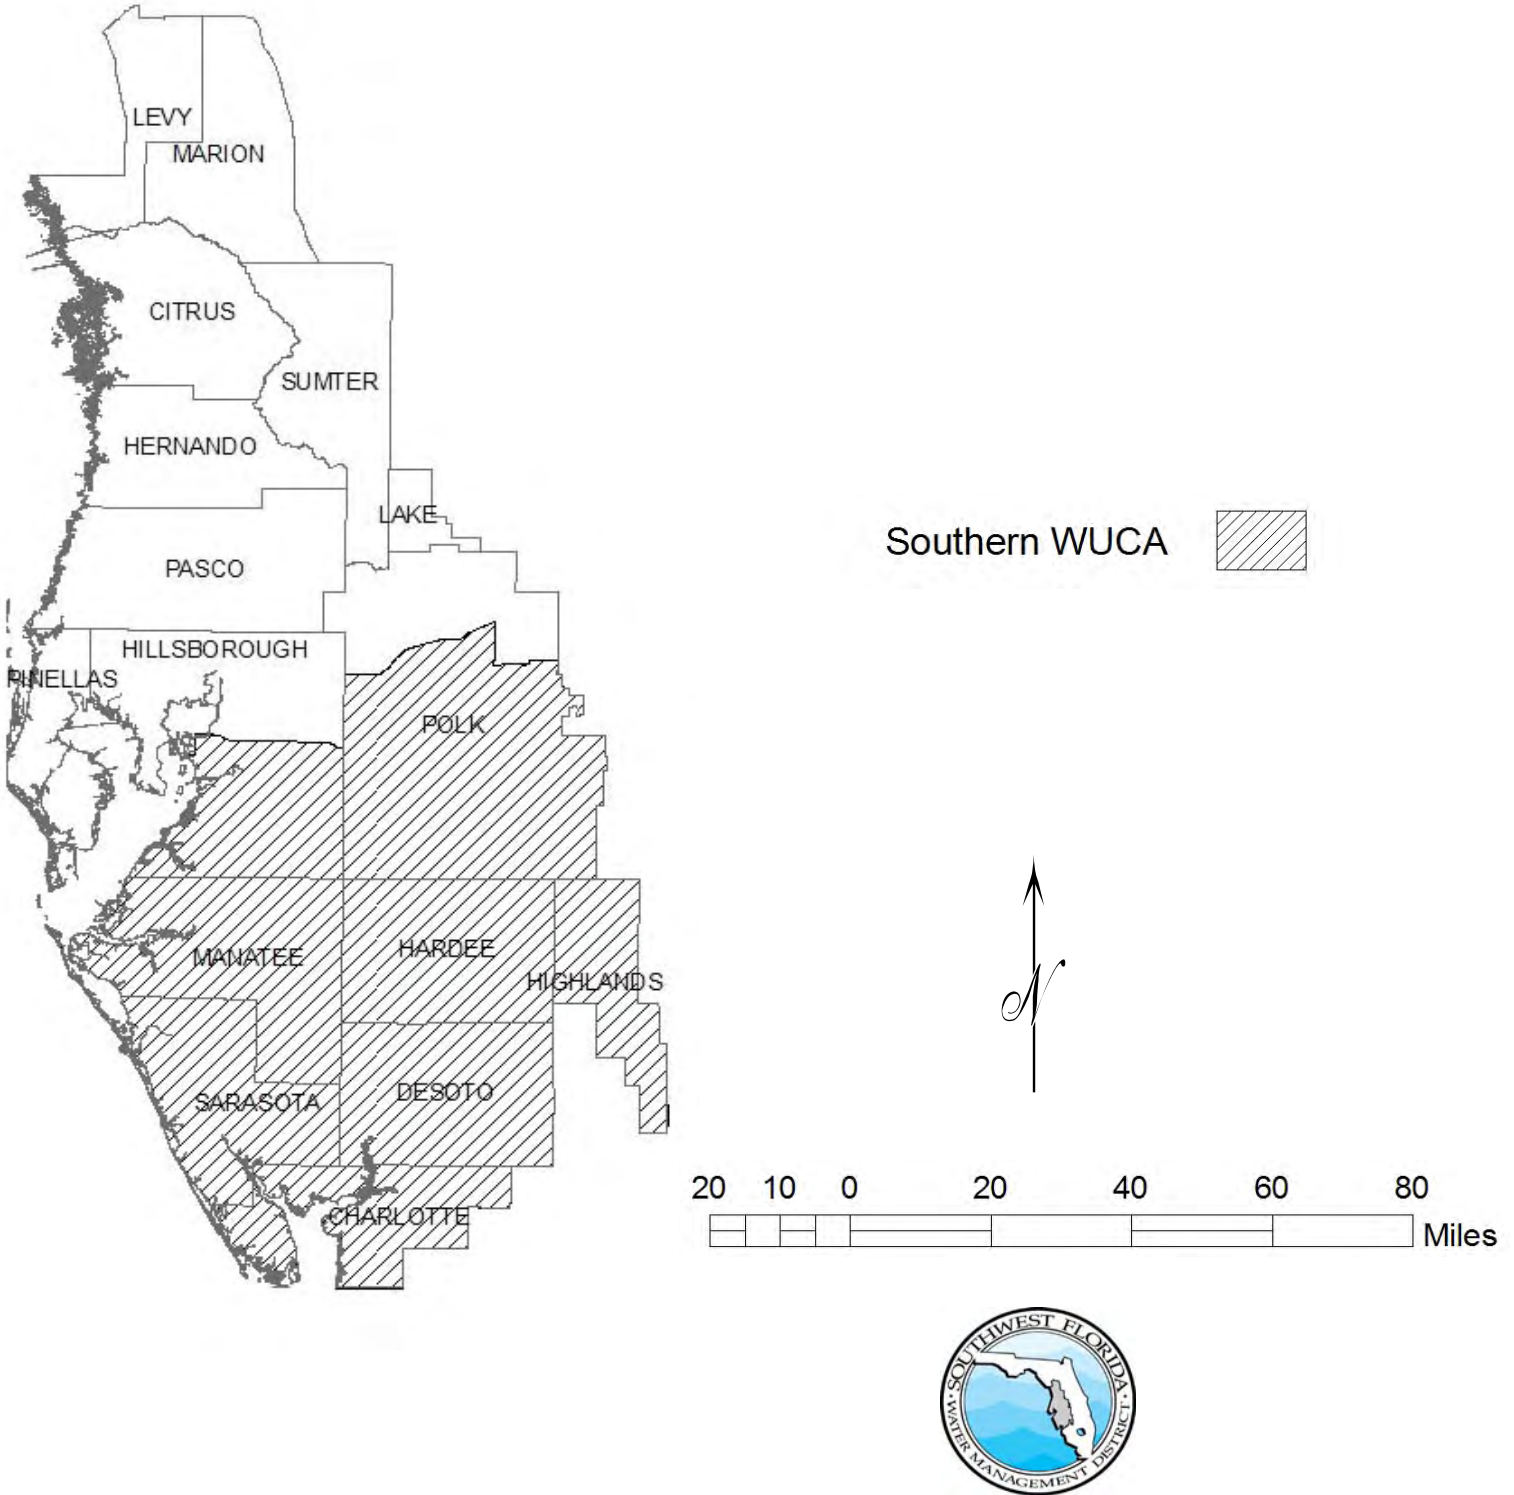 LEVY
MARION
CITRUS
SUMTER
HERNANDO
LAKE
PASCO
HILLSBOROUGH
PINELLAS
POLK
MANATEE
HARDEE
HIGHLANDS
SARASOTA
DESOTO
CHARLOTTE
Southern WUCA
N
20 10 0 20 40 60 80
Miles
SOUTHWEST FLORIDA
WATER MANAGEMENT DISTRICT